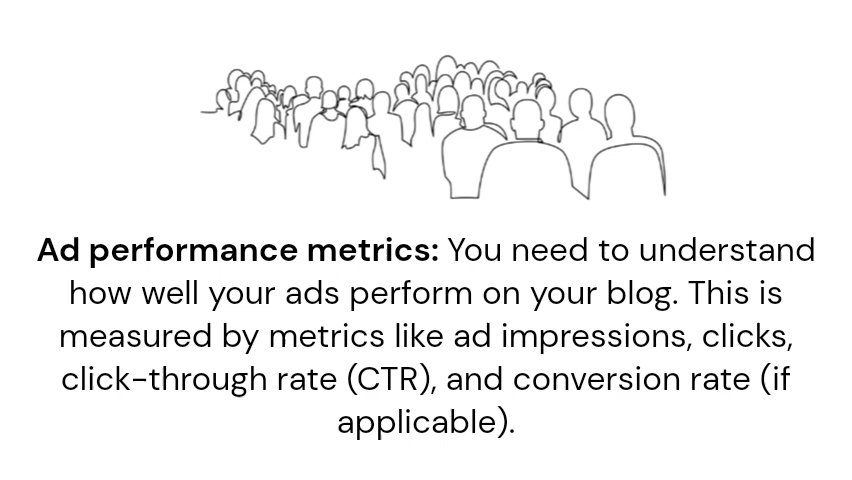 Ad performance metrics: You need to understand
how well your ads perform on your blog. This is
measured by metrics like ad impressions, clicks,
click-through rate (CTR), and conversion rate (if
applicable).